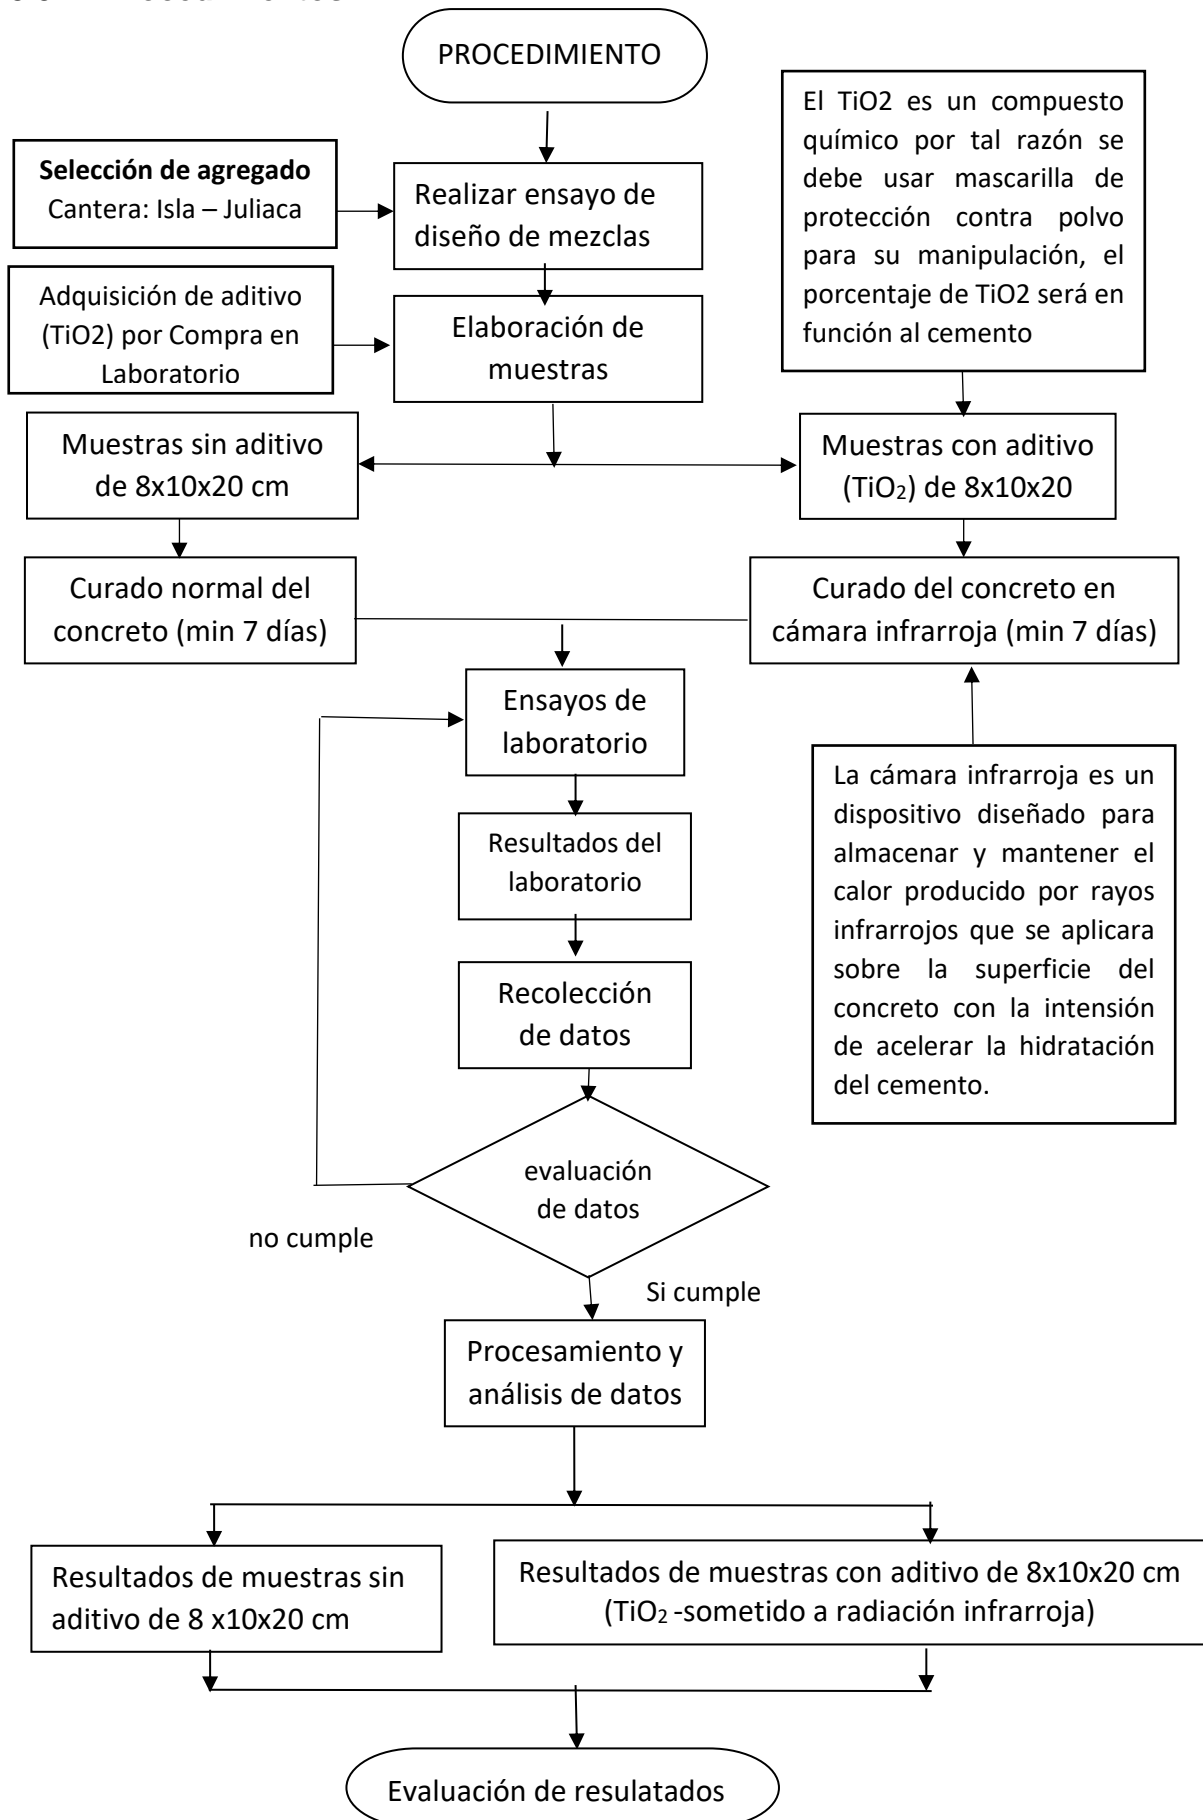 PROCEDIMIENTO
El TiO2 es un compuesto
químico por tal razón se
debe usar mascarilla de
protección contra polvo
para su manipulación, el
porcentaje de TiO2 será en
función al cemento
Selección de agregado
Cantera: Isla – Juliaca
Realizar ensayo de
diseño de mezclas
Adquisición de aditivo
(TiO2) por Compra en
Laboratorio
Elaboración de
muestras
Muestras sin aditivo
de 8x10x20 cm
Muestras con aditivo
(TiO₂) de 8x10x20
Curado normal del
concreto (min 7 días)
Curado del concreto en
cámara infrarroja (min 7 días)
Ensayos de
laboratorio
La cámara infrarroja es un
dispositivo diseñado para
almacenar y mantener el
calor producido por rayos
infrarrojos que se aplicara
sobre la superficie del
concreto con la intensión
de acelerar la hidratación
del cemento.
Resultados del
laboratorio
Recolección
de datos
evaluación
de datos
no cumple
Si cumple
Procesamiento y
análisis de datos
Resultados de muestras sin
aditivo de 8 x10x20 cm
Resultados de muestras con aditivo de 8x10x20 cm
(TiO₂ -sometido a radiación infrarroja)
Evaluación de resulatados